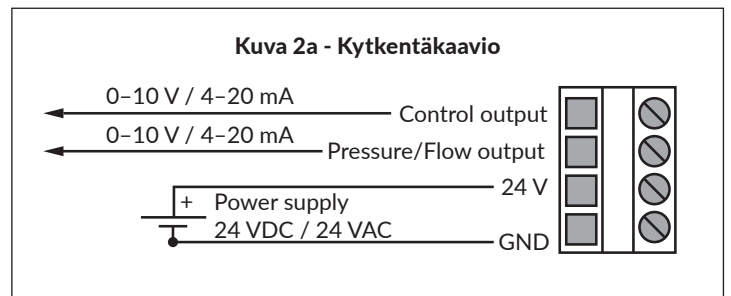 Kuva 2a - Kytkentäkaavio
0–10 V / 4–20 mA
Control output
0–10 V / 4–20 mA
Pressure/Flow output
24 V
+ Power supply
24 VDC / 24 VAC
GND